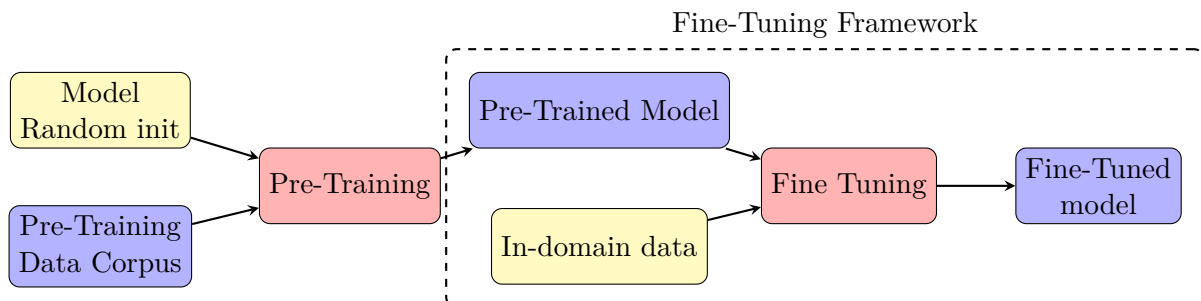 Fine-Tuning Framework
Model
Random init
Pre-Trained Model
Pre-Training
Fine Tuning
Fine-Tuned
model
Pre-Training
Data Corpus
In-domain data